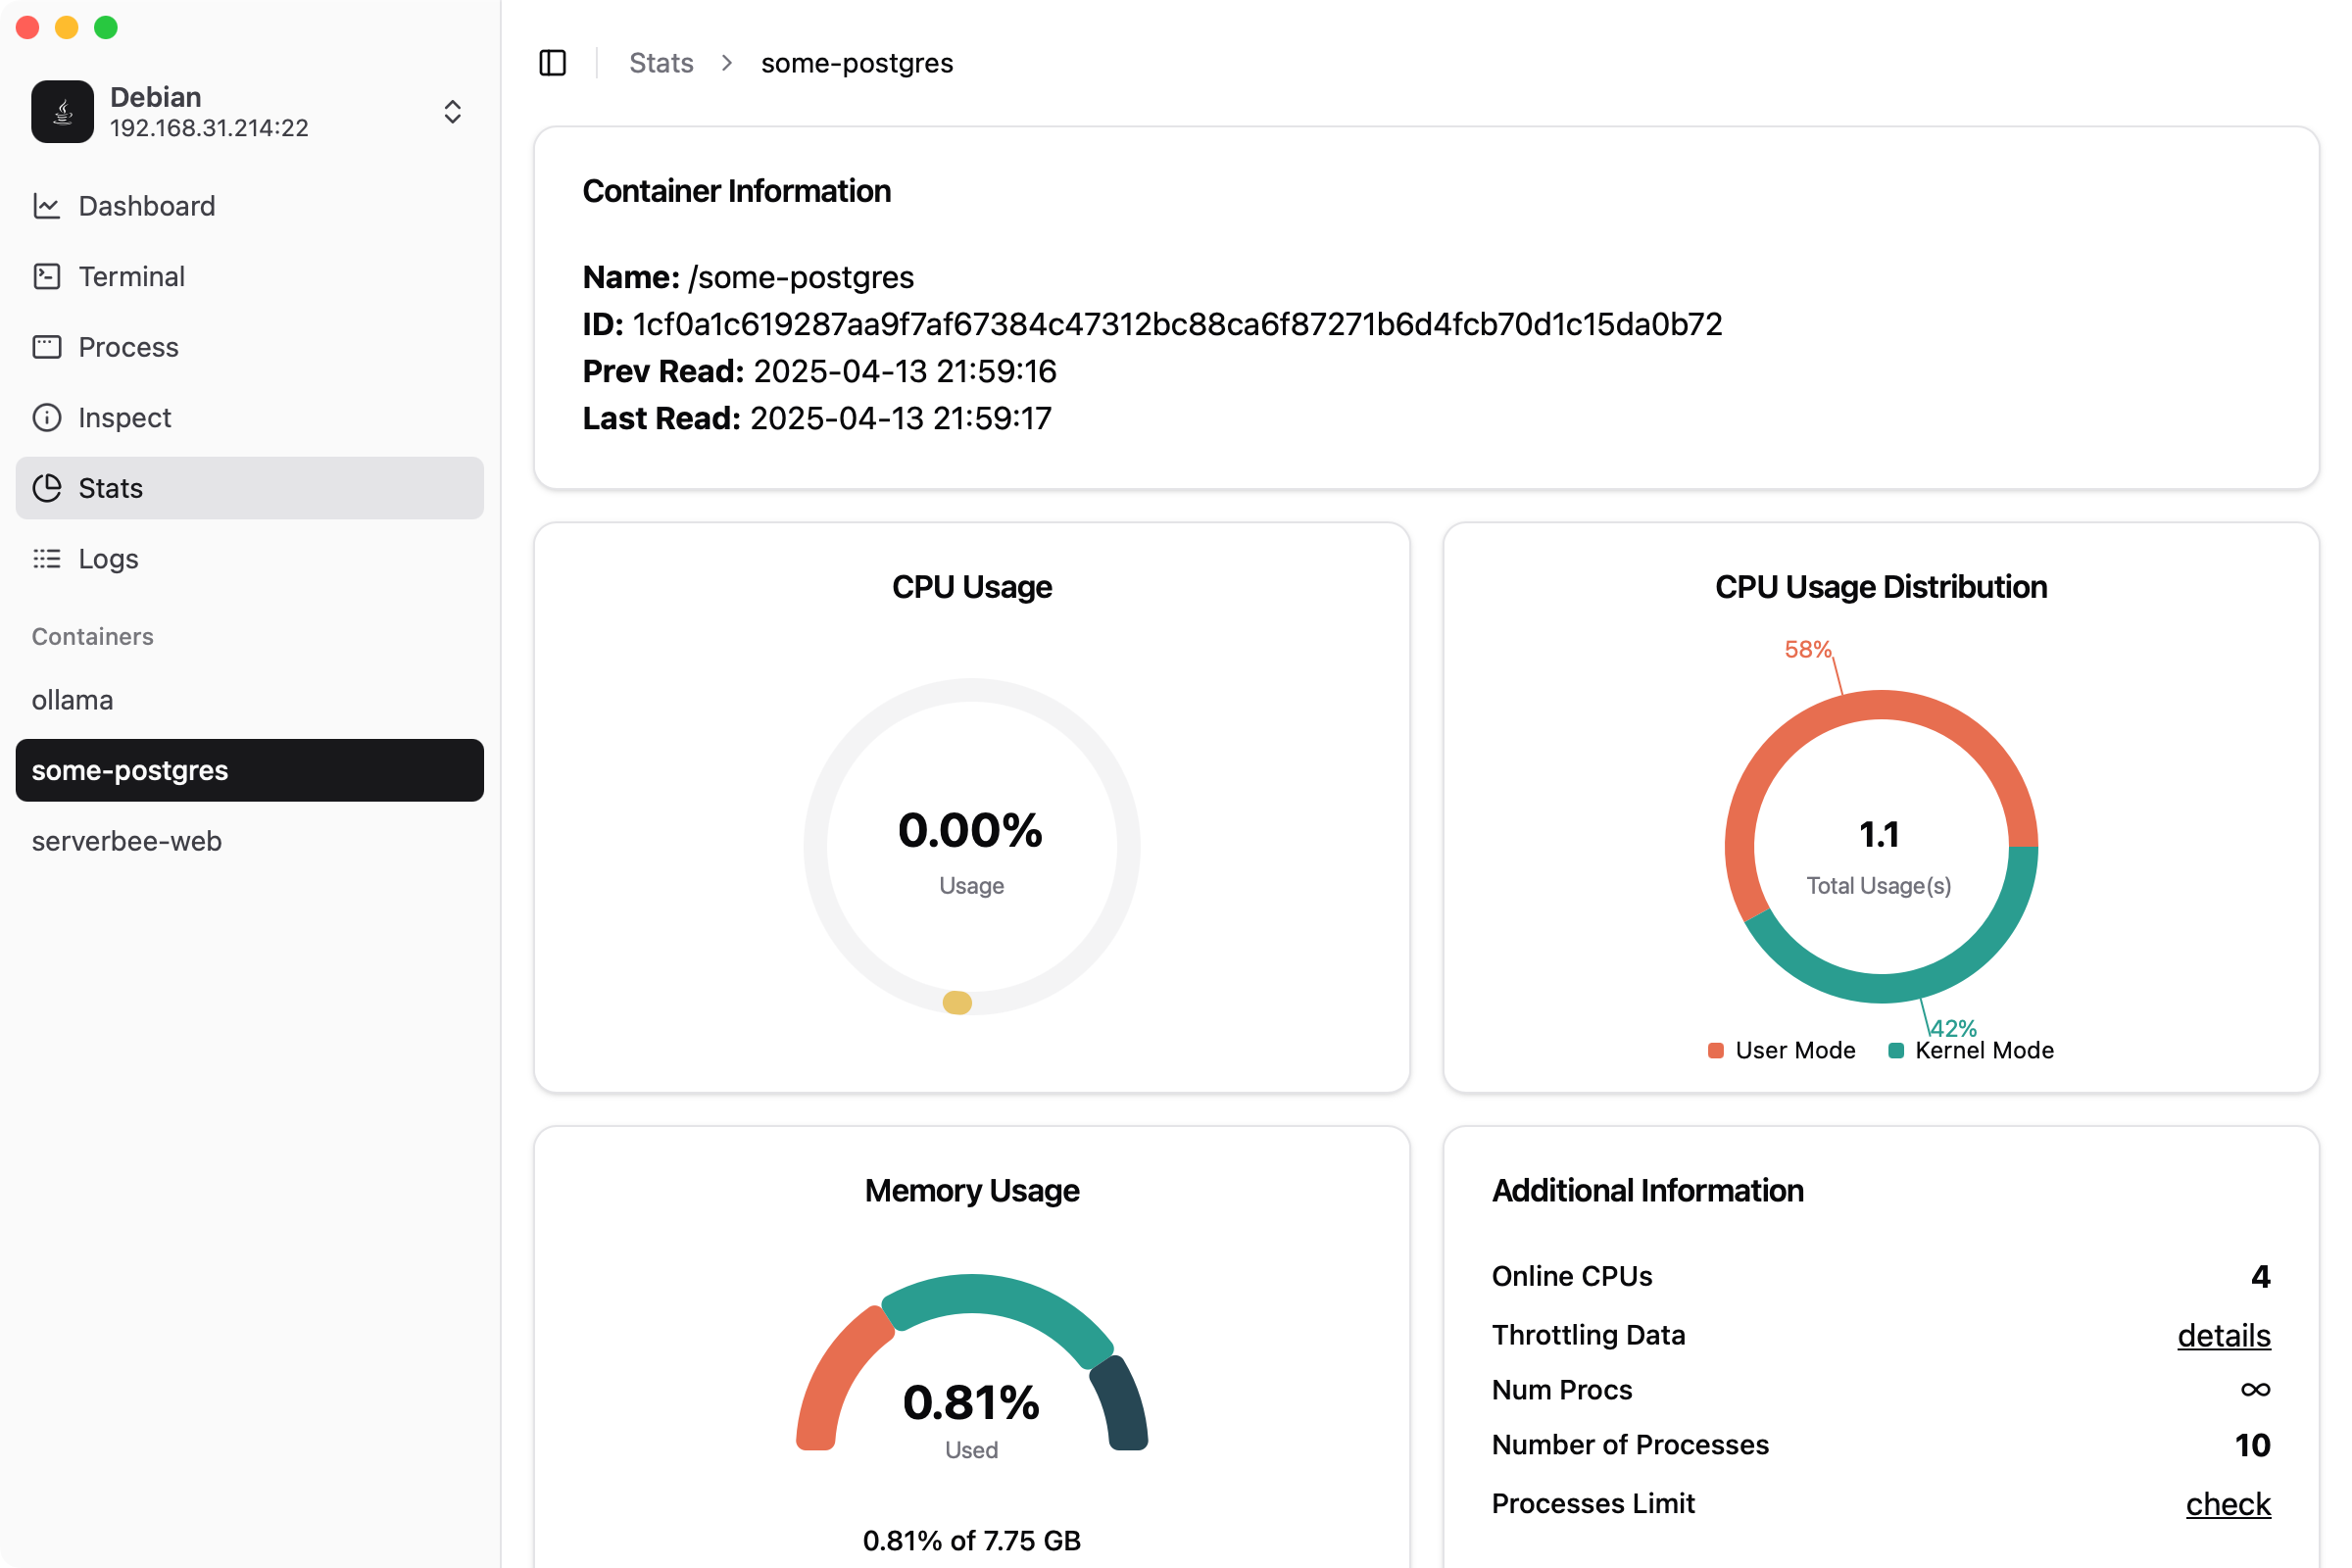 Debian
192.168.31.214:22
Dashboard
Terminal
Process
Inspect
Stats
Logs
Containers
ollama
some-postgres
serverbee-web
Stats > some-postgres
Container Information
Name: /some-postgres
ID: 1cf0a1c619287aa9f7af67384c47312bc88ca6f87271b6d4fcb70d1c15da0b72
Prev Read: 2025-04-13 21:59:16
Last Read: 2025-04-13 21:59:17
CPU Usage
0.00%
Usage
CPU Usage Distribution
58%
1.1
Total Usage(s)
42%
User Mode Kernel Mode
Memory Usage
0.81%
Used
0.81% of 7.75 GB
Additional Information
Online CPUs 4
Throttling Data details
Num Procs ∞
Number of Processes 10
Processes Limit check